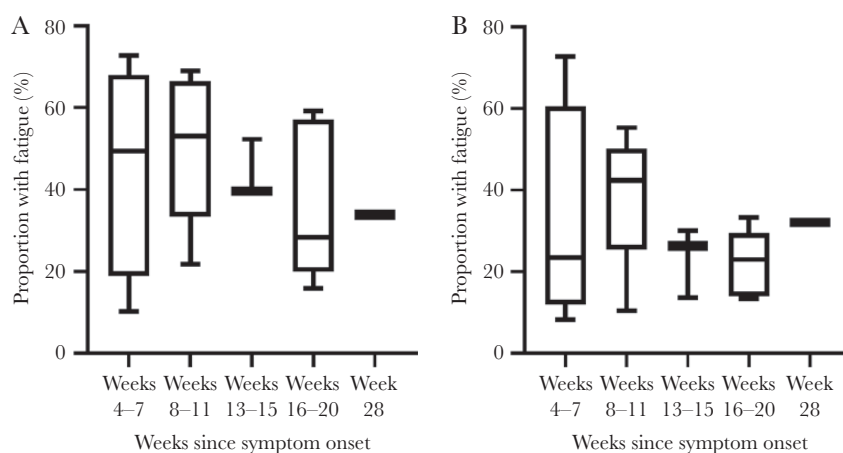 A
Proportion with fatigue (%)
80
60
40
20
0
Weeks 4–7
Weeks 8–11
Weeks 13–15
Weeks 16–20
Week 28
Weeks since symptom onset
B
Proportion with fatigue (%)
80
60
40
20
0
Weeks 4–7
Weeks 8–11
Weeks 13–15
Weeks 16–20
Week 28
Weeks since symptom onset